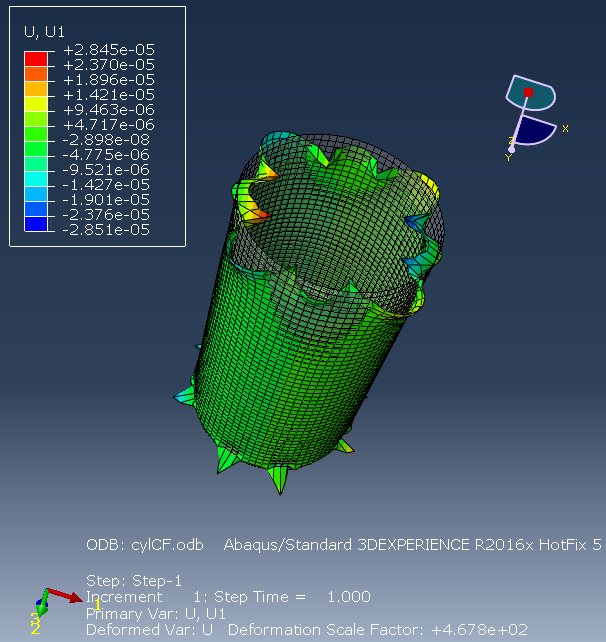 U, U1
+2.845e-05
+2.370e-05
+1.896e-05
+1.421e-05
+9.463e-06
+4.717e-06
-2.898e-08
-4.775e-06
-9.521e-06
-1.427e-05
-1.901e-05
-2.376e-05
-2.851e-05
X
Z
Y
ODB: cylCF.odb Abaqus/Standard 3DEXPERIENCE R2016x HotFix 5
Step: Step-1
Increment 1: Step Time = 1.000
Primary Var: U, U1
Deformed Var: U Deformation Scale Factor: +4.678e+02
1
3
2